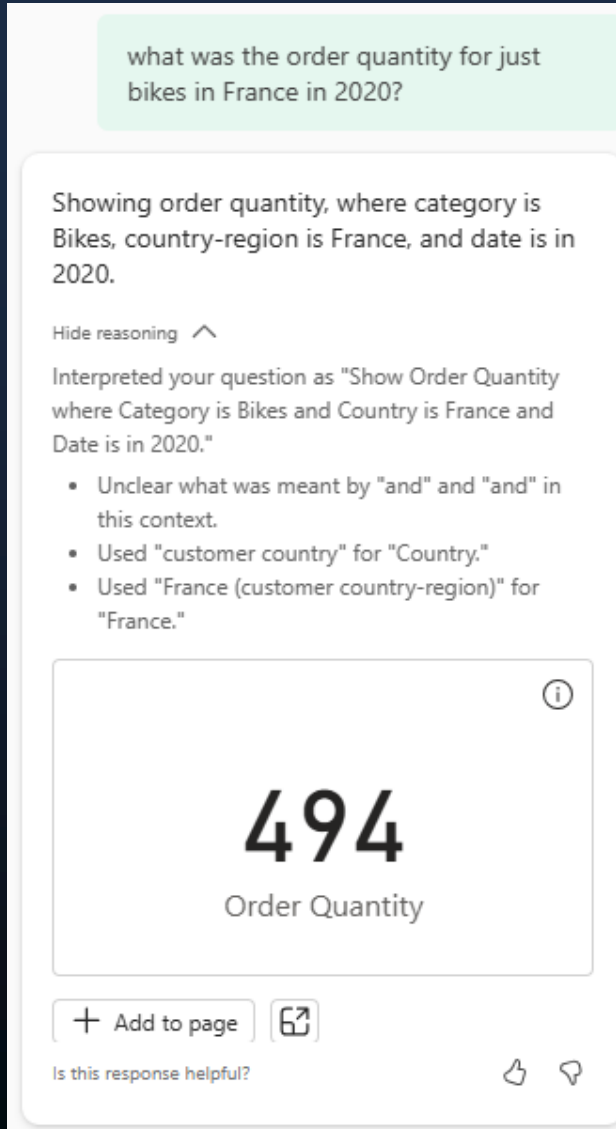 what was the order quantity for just
bikes in France in 2020?
Showing order quantity, where category is
Bikes, country-region is France, and date is in
2020.
Hide reasoning
Interpreted your question as "Show Order Quantity
where Category is Bikes and Country is France and
Date is in 2020."
• Unclear what was meant by "and" and "and" in
this context.
• Used "customer country" for "Country."
• Used "France (customer country-region)" for
"France."
494
Order Quantity
+ Add to page
Is this response helpful?